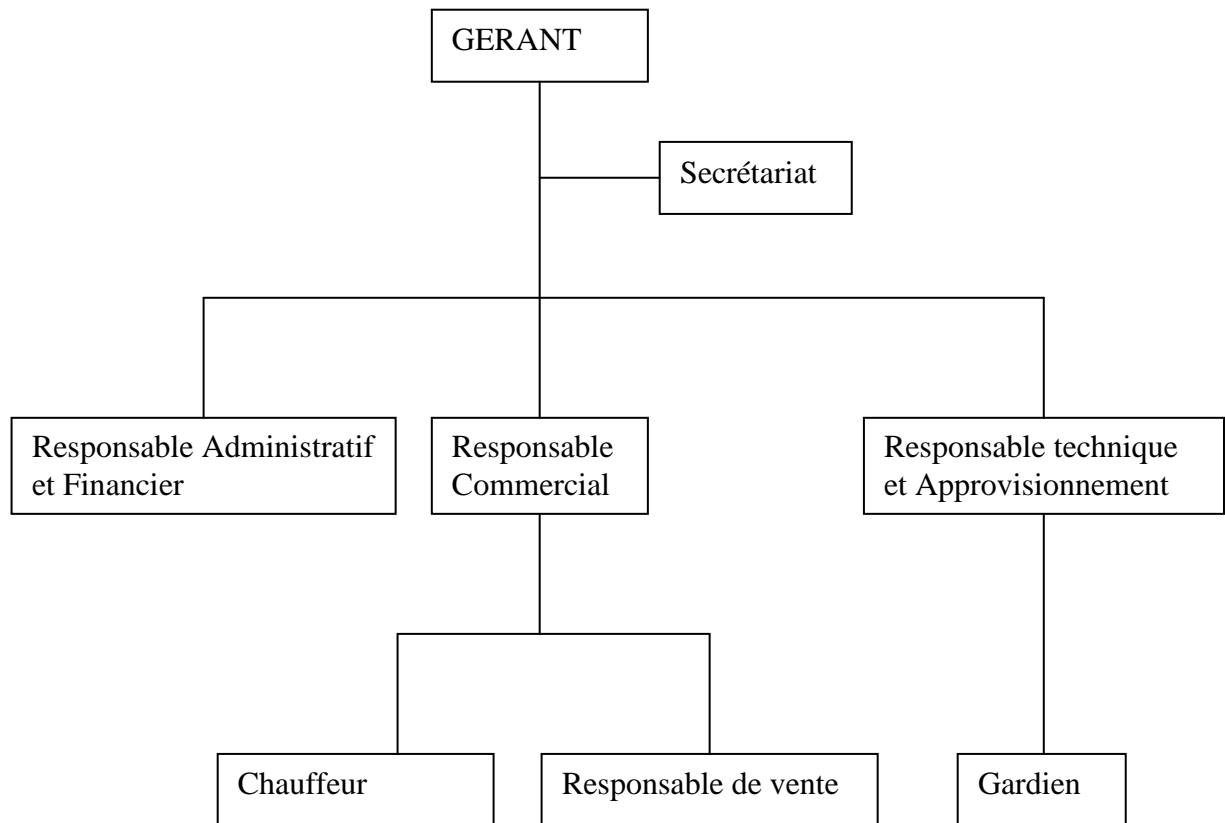 GERANT
Secrétariat
Responsable Administratif
et Financier
Responsable
Commercial
Responsable technique
et Approvisionnement
Chauffeur
Responsable de vente
Gardien